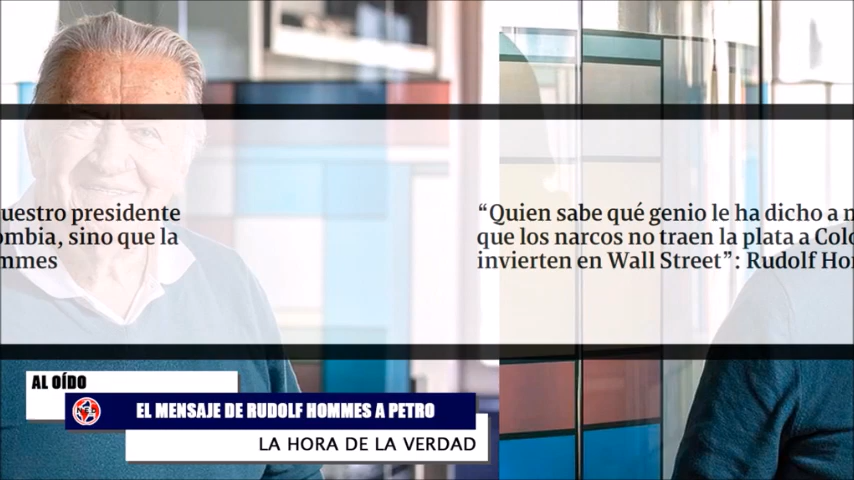 uestro presidente
ombia, sino que la
mmes
“Quien sabe qué genio le ha dicho a n
que los narcos no traen la plata a Colo
invierten en Wall Street”: Rudolf Hor
AL OÍDO
NEL
EL MENSAJE DE RUDOLF HOMMES A PETRO
LA HORA DE LA VERDAD